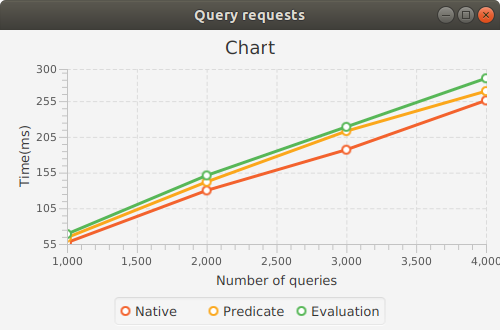 Query requests
Chart
300
255
205
155
105
55
Time(ms)
1,000 1,500 2,000 2,500 3,000 3,500 4,000
Number of queries
Native Predicate Evaluation